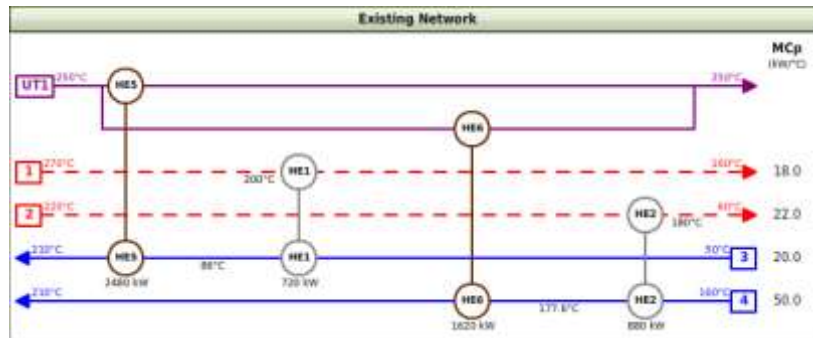 Existing Network
MCp
(kW/°C)
UT1 250°C HE5 250°C
HE6
1 270°C 200°C HE1 160°C 18.0
2 220°C HE2 180°C 60°C 22.0
210°C HE5 86°C HE1 50°C 3 20.0
2480 kW 720 kW
210°C HE6 177.6°C HE2 160°C 4 50.0
1620 kW 880 kW